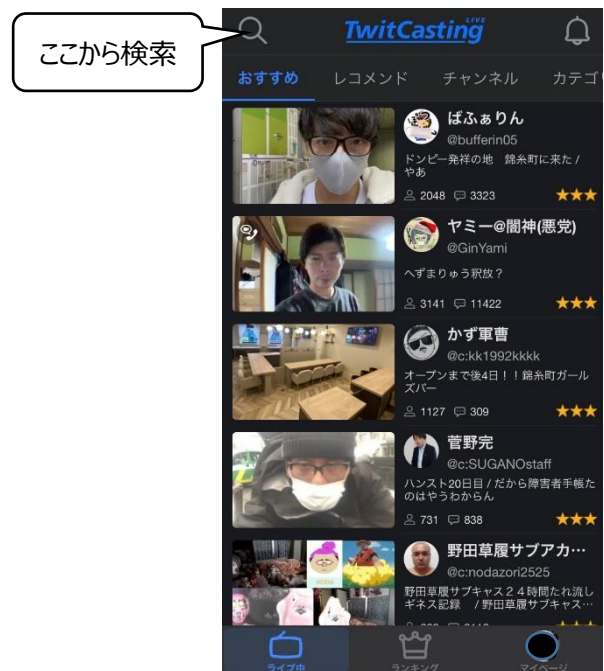 ここから検索
TwitCasting
LIVE
おすすめ
レコメンド
チャンネル
カテゴリ
ばふぁりん
@bufferin05
ドンピー発祥の地 錦糸町に来た /
やあ
2048 3323 ★★★
ヤミー@闇神(悪党)
@GinYami
へずまりゅう釈放？
3141 11422 ★★★
かず軍曹
@c:kk1992kkkk
オープンまで後4日！！錦糸町ガール
ズバー
1127 309 ★★★
菅野完
@c:SUGANOstaff
ハンスト20日目 / だから障害者手帳た
のはやうわからん
731 838 ★★★
野田草履サブアカ…
@c:nodazori2525
野田草履サブキャス２４時間たれ流し
ギネス記録 / 野田草履サブキャス…
ライブ中
ランキング
マイページ